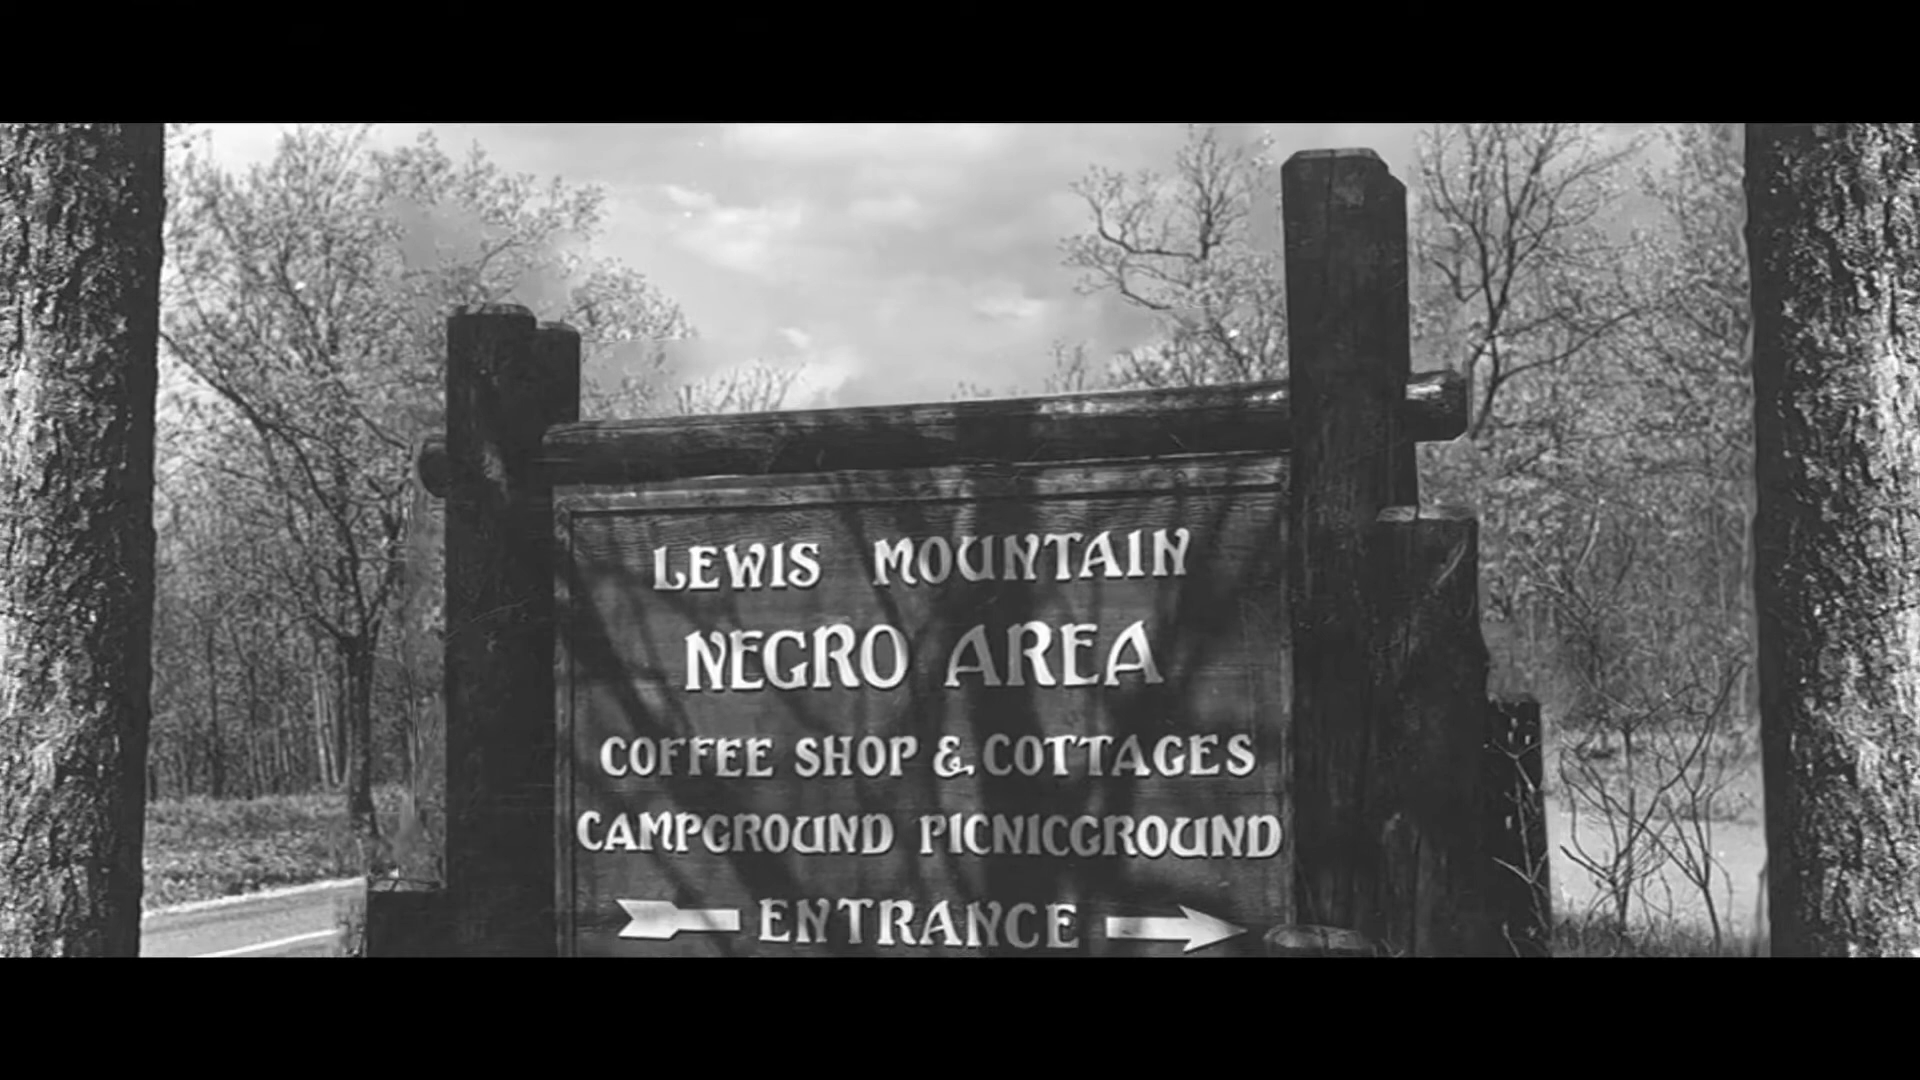 LEWIS MOUNTAIN
NEGRO AREA
COFFEE SHOP & COTTAGES
CAMPGROUND PICNICGROUND
ENTRANCE